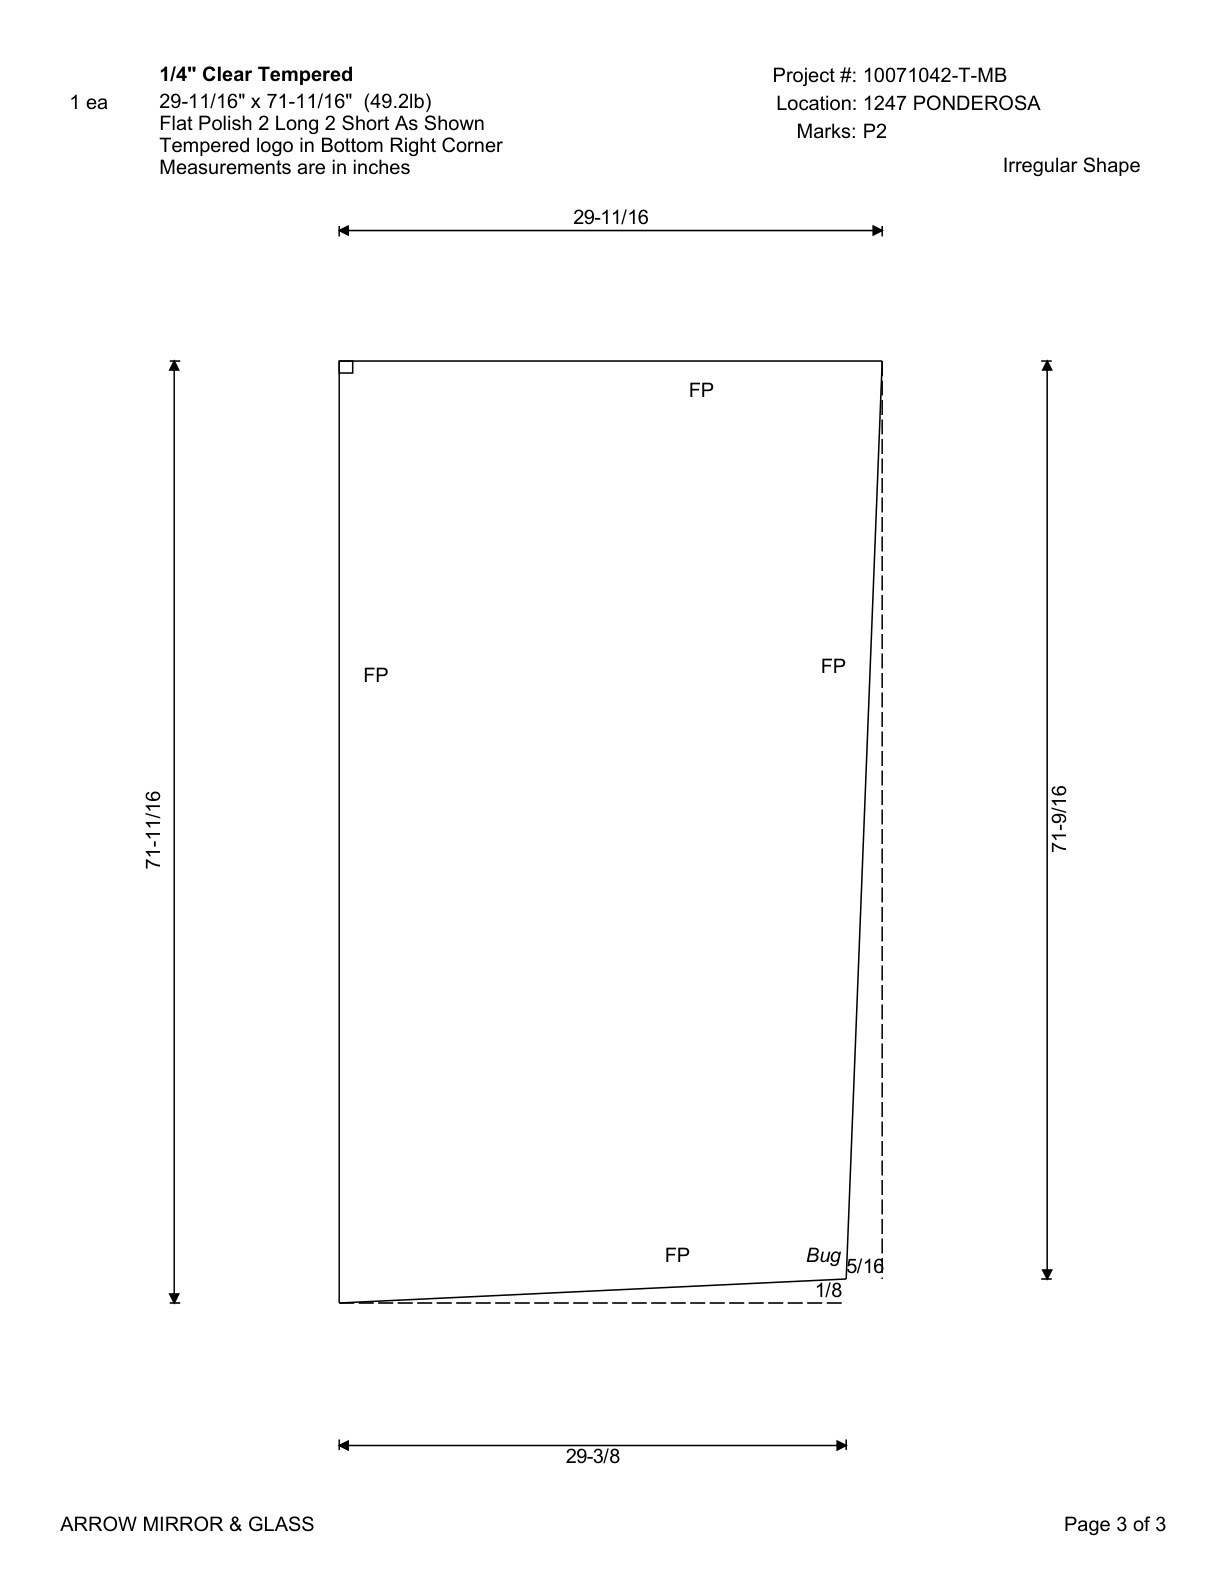 1/4" Clear Tempered
1 ea
29-11/16" x 71-11/16" (49.2lb)
Flat Polish 2 Long 2 Short As Shown
Tempered logo in Bottom Right Corner
Measurements are in inches
Project #: 10071042-T-MB
Location: 1247 PONDEROSA
Marks: P2
Irregular Shape
29-11/16
FP
FP
FP
71-11/16
71-9/16
FP
Bug
5/16
1/8
29-3/8
ARROW MIRROR & GLASS
Page 3 of 3